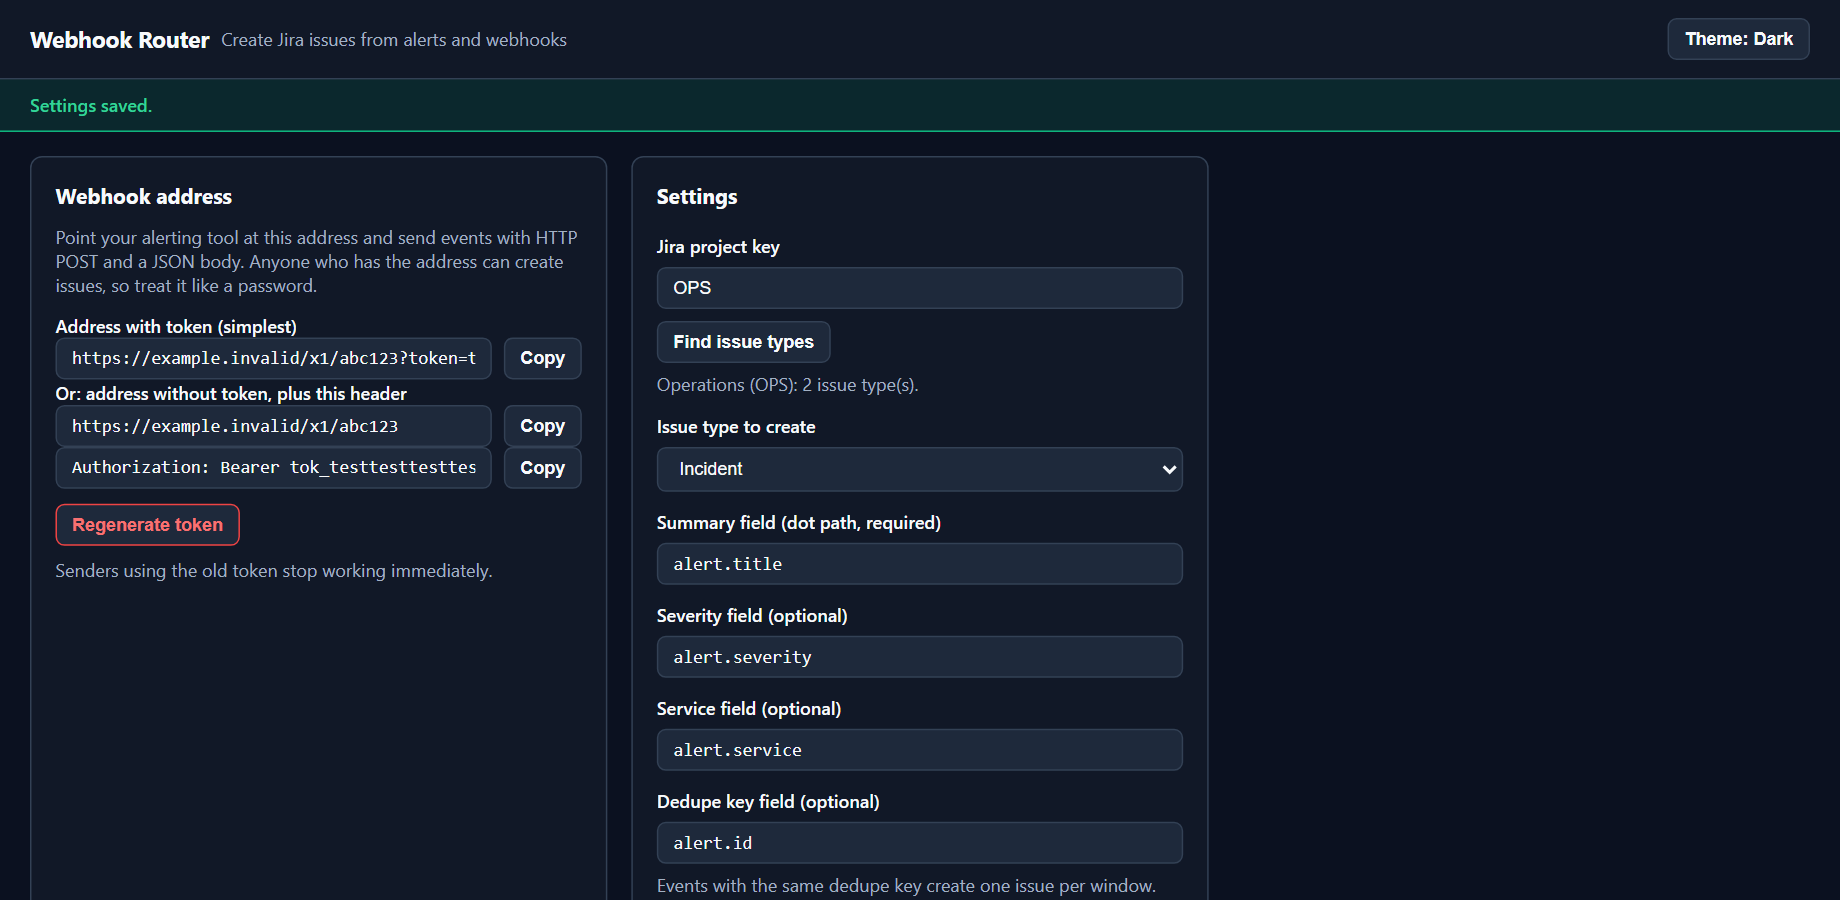 Webhook Router
Create Jira issues from alerts and webhooks
Theme: Dark
Settings saved.
Webhook address
Point your alerting tool at this address and send events with HTTP
POST and a JSON body. Anyone who has the address can create
issues, so treat it like a password.
Address with token (simplest)
https://example.invalid/x1/abc123?token=t
Copy
Or: address without token, plus this header
https://example.invalid/x1/abc123
Copy
Authorization: Bearer tok_testtesttesttes
Copy
Regenerate token
Senders using the old token stop working immediately.
Settings
Jira project key
OPS
Find issue types
Operations (OPS): 2 issue type(s).
Issue type to create
Incident
Summary field (dot path, required)
alert.title
Severity field (optional)
alert.severity
Service field (optional)
alert.service
Dedupe key field (optional)
alert.id
Events with the same dedupe key create one issue per window.